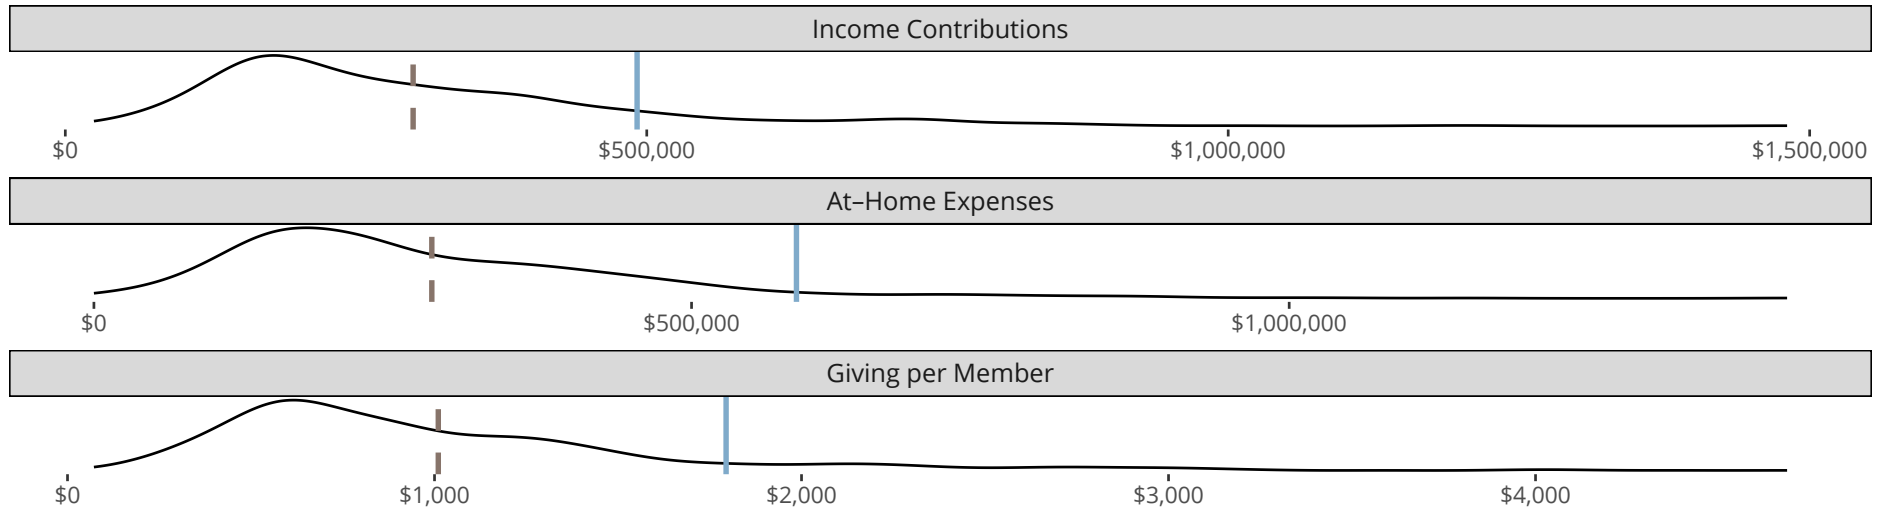 Income Contributions
$0 $500,000 $1,000,000 $1,500,000
At–Home Expenses
$0 $500,000 $1,000,000
Giving per Member
$0 $1,000 $2,000 $3,000 $4,000